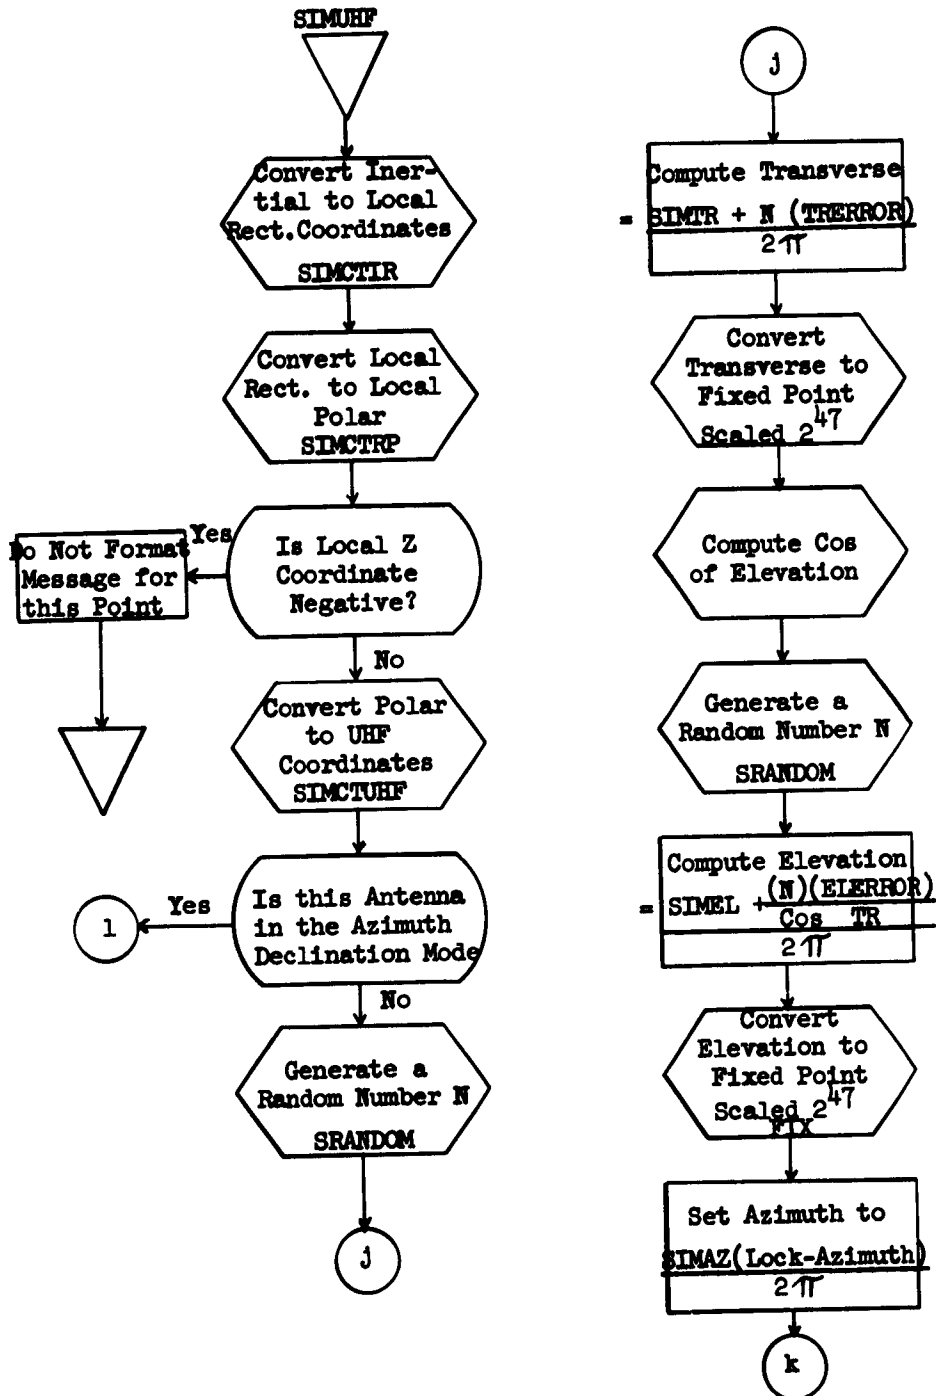 SIMUHF
Convert Iner-
tial to Local
Rect.Coordinates
SIMCTIR
Convert Local
Rect. to Local
Polar
SIMCTRP
Is Local Z
Coordinate
Negative?
Yes
Do Not Format
Message for
this Point
No
Convert Polar
to UHF
Coordinates
SIMCTUHF
Is this Antenna
in the Azimuth
Declination Mode
Yes
1
No
Generate a
Random Number N
SRANDOM
j
j
Compute Transverse
= SIMTR + N (TRERROR)
2π
Convert
Transverse to
Fixed Point
Scaled 2^47
Compute Cos
of Elevation
Generate a
Random Number N
SRANDOM
Compute Elevation
= SIMEL + (N)(ELERROR)
Cos TR
2π
Convert
Elevation to
Fixed Point
Scaled 2^47
FIX
Set Azimuth to
SIMAZ(Lock-Azimuth)
2π
k